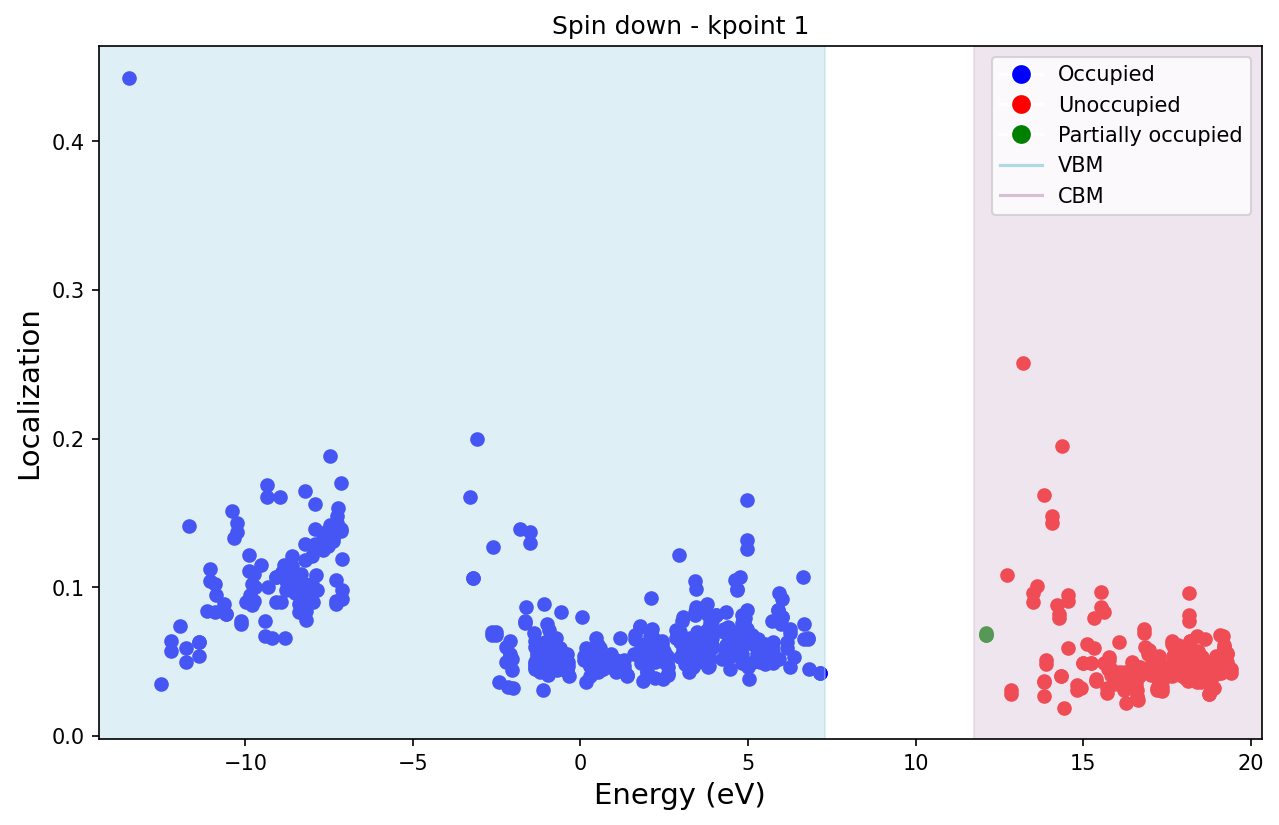 Spin down - kpoint 1
Localization
0.4
0.3
0.2
0.1
0.0
Occupied
Unoccupied
Partially occupied
VBM
CBM
−10
−5
0
5
10
15
20
Energy (eV)